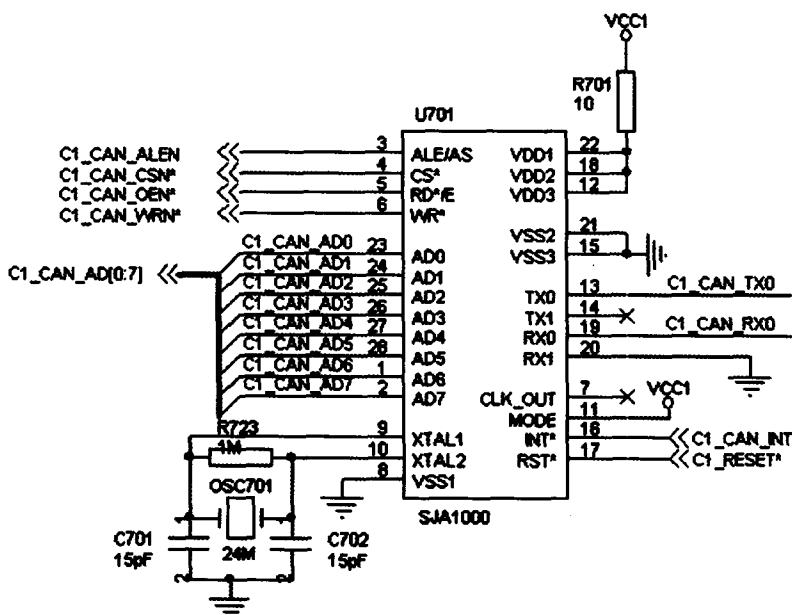 VCC1
R701
10
U701
C1_CAN_ALEN 3 ALE/AS VDD1 22
C1_CAN_CSN* 4 CS* VDD2 18
C1_CAN_OEN* 5 RD*/E VDD3 12
C1_CAN_WRN* 6 WR*
VSS2 21
VSS3 15
C1_CAN_AD[0:7]
C1_CAN_AD0 23 AD0
C1_CAN_AD1 24 AD1
C1_CAN_AD2 25 AD2 TX0 13 C1_CAN_TX0
C1_CAN_AD3 26 AD3 TX1 14
C1_CAN_AD4 27 AD4 RX0 19 C1_CAN_RX0
C1_CAN_AD5 28 AD5 RX1 20
C1_CAN_AD6 1 AD6
C1_CAN_AD7 2 AD7 CLK_OUT 7
VCC1
MODE 11
R723
1M
9 XTAL1 INT* 16 C1_CAN_INT
10 XTAL2 RST* 17 C1_RESET*
8 VSS1
OSC701
24M
C701
15pF
C702
15pF
1
2
2
SJA1000